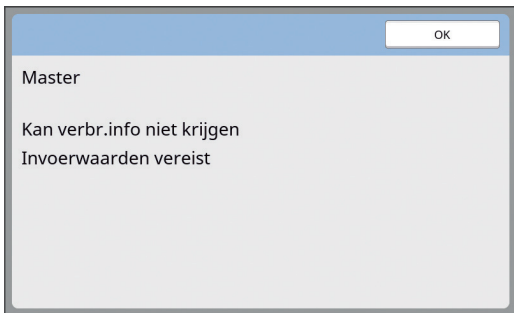 OK
Master
Kan verbr.info niet krijgen
Invoerwaarden vereist